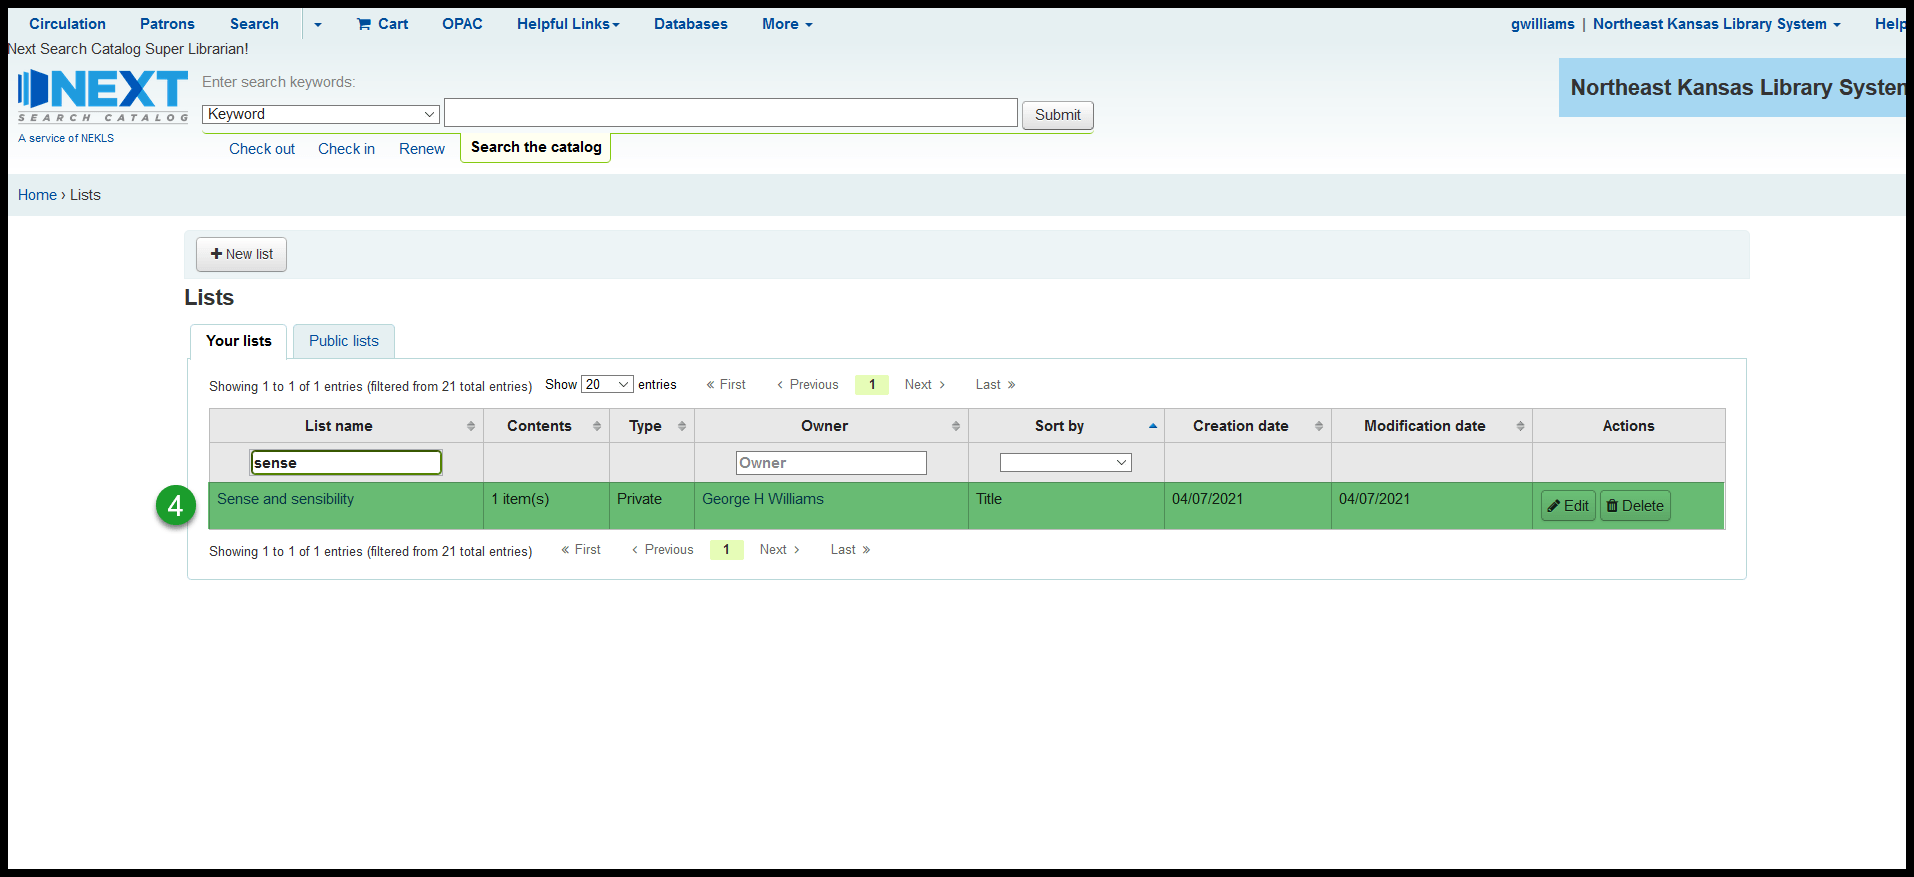 Circulation Patrons Search Cart OPAC Helpful Links Databases More gwilliams | Northeast Kansas Library System Help
Next Search Catalog Super Librarian!
NEXT
SEARCH CATALOG
A service of NEKLS
Enter search keywords:
Keyword Submit
Check out Check in Renew Search the catalog
Northeast Kansas Library System
Home › Lists
New list
Lists
Your lists Public lists
Showing 1 to 1 of 1 entries (filtered from 21 total entries) Show 20 entries « First ‹ Previous 1 Next › Last »
List name Contents Type Owner Sort by Creation date Modification date Actions
sense Owner
4 Sense and sensibility 1 item(s) Private George H Williams Title 04/07/2021 04/07/2021 Edit Delete
Showing 1 to 1 of 1 entries (filtered from 21 total entries) « First ‹ Previous 1 Next › Last »